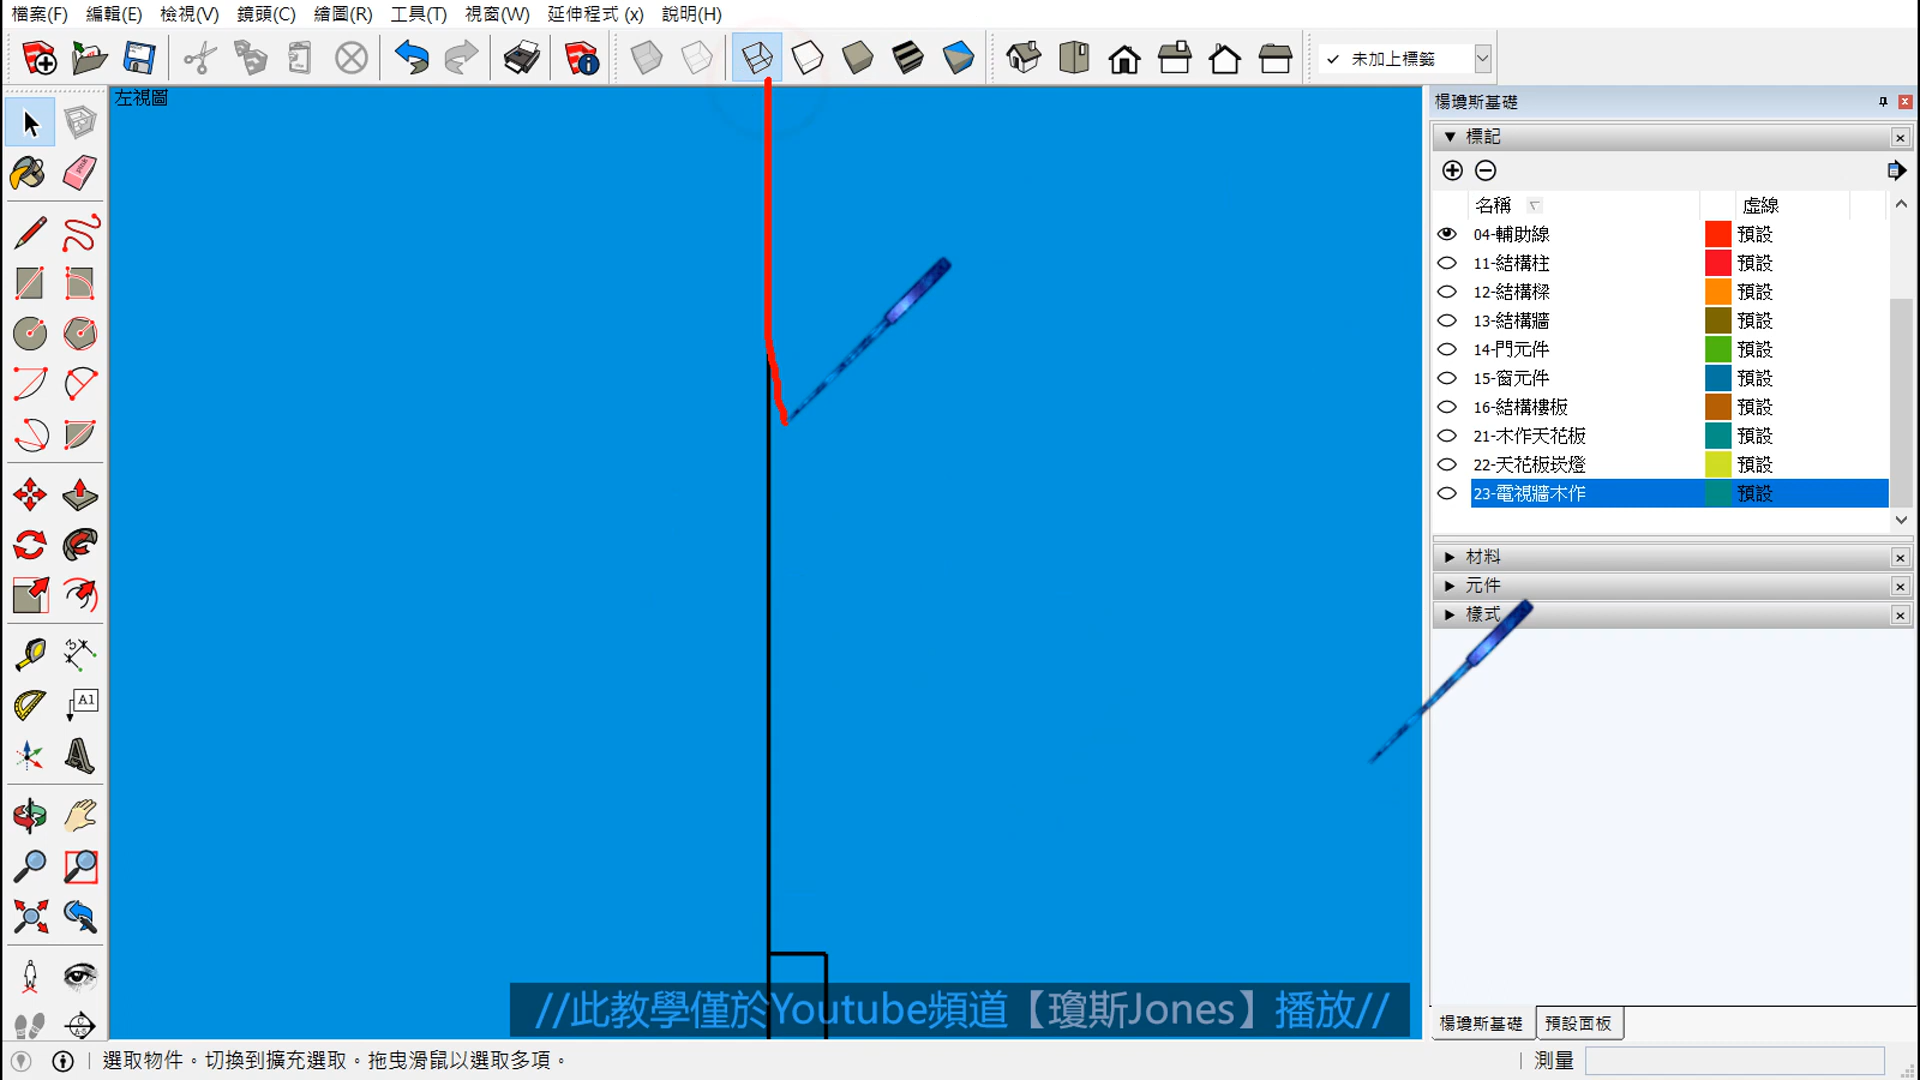 檔案(F) 編輯(E) 檢視(V) 鏡頭(C) 繪圖(R) 工具(T) 視窗(W) 延伸程式 (x) 說明(H)
未加上標籤
左視圖
楊瓊斯基礎
標記
名稱 虛線
04-輔助線 預設
11-結構柱 預設
12-結構樑 預設
13-結構牆 預設
14-門元件 預設
15-窗元件 預設
16-結構樓板 預設
21-木作天花板 預設
22-天花板崁燈 預設
23-電視牆木作 預設
材料
元件
樣式
A1
//此教學僅於Youtube頻道【瓊斯Jones】播放//
楊瓊斯基礎 預設面板
選取物件。切換到擴充選取。拖曳滑鼠以選取多項。
測量